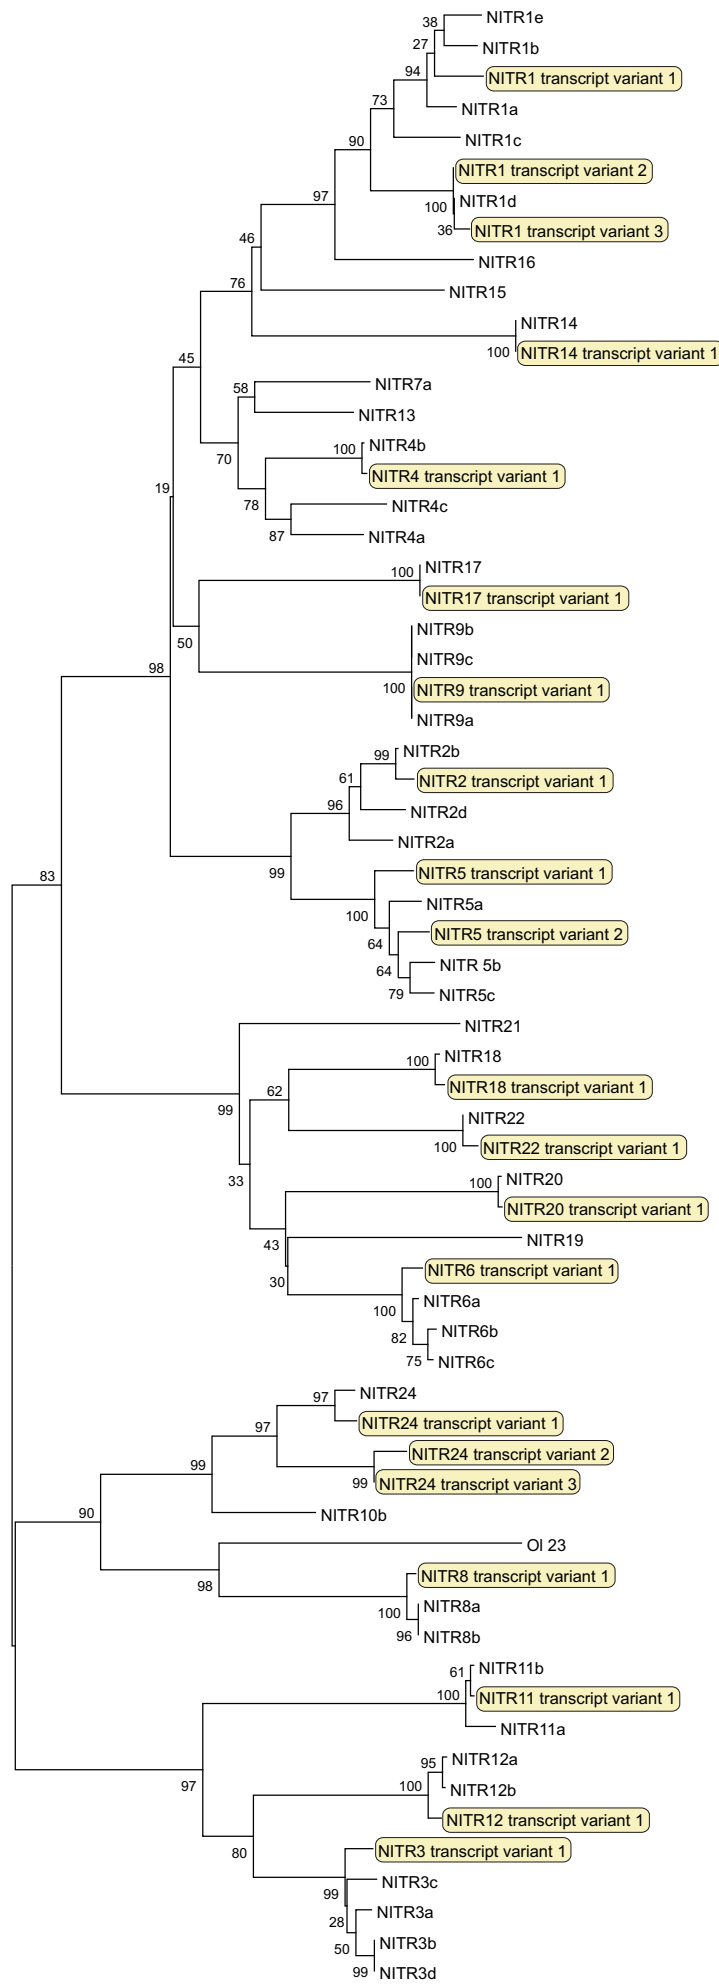 NITR1e
38
NITR1b
27
NITR1 transcript variant 1
94
NITR1a
73
NITR1c
90
NITR1 transcript variant 2
NITR1d
100
NITR1 transcript variant 3
36
97
NITR16
46
NITR15
76
NITR14
NITR14 transcript variant 1
100
45
NITR7a
58
NITR13
NITR4b
100
70
NITR4 transcript variant 1
NITR4c
78
87
NITR4a
19
NITR17
100
NITR17 transcript variant 1
NITR9b
50
NITR9c
98
NITR9 transcript variant 1
100
NITR9a
NITR2b
99
NITR2 transcript variant 1
61
NITR2d
96
NITR2a
99
NITR5 transcript variant 1
83
NITR5a
100
NITR5 transcript variant 2
64
NITR 5b
64
NITR5c
79
NITR21
NITR18
100
NITR18 transcript variant 1
62
99
NITR22
NITR22 transcript variant 1
100
NITR20
33
100
NITR20 transcript variant 1
NITR19
43
NITR6 transcript variant 1
30
NITR6a
100
NITR6b
82
NITR6c
75
NITR24
97
NITR24 transcript variant 1
97
NITR24 transcript variant 2
99
NITR24 transcript variant 3
99
NITR10b
90
Ol 23
NITR8 transcript variant 1
98
NITR8a
100
NITR8b
96
NITR11b
61
NITR11 transcript variant 1
100
NITR11a
NITR12a
95
97
NITR12b
100
NITR12 transcript variant 1
NITR3 transcript variant 1
80
NITR3c
99
NITR3a
28
NITR3b
50
NITR3d
99